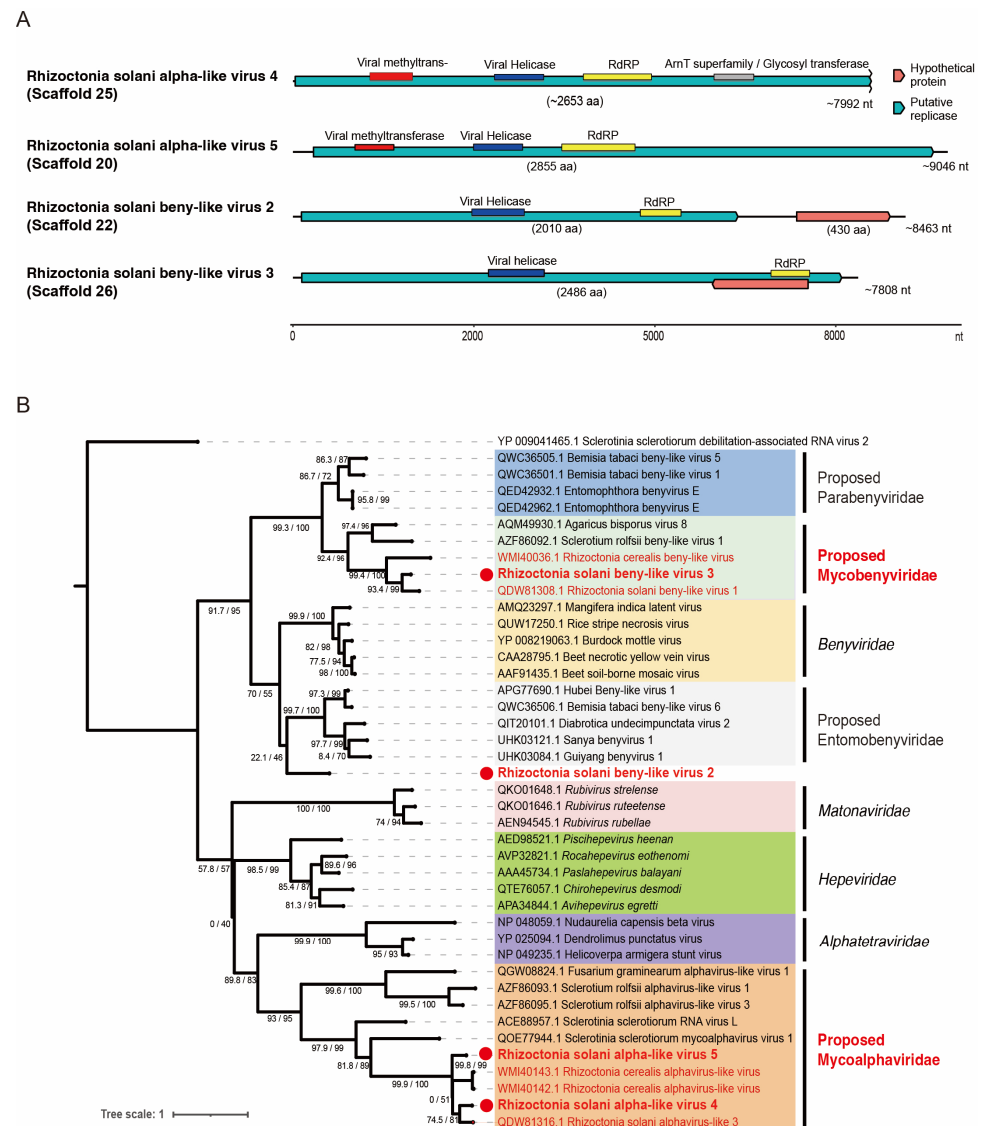 A
Viral methyltrans-
Viral Helicase
RdRP
ArnT superfamily / Glycosyl transferase
Rhizoctonia solani alpha-like virus 4
(Scaffold 25)
(~2653 aa)
~7992 nt
Hypothetical
protein
Putative
replicase
Viral methyltransferase
Viral Helicase
RdRP
Rhizoctonia solani alpha-like virus 5
(Scaffold 20)
(2855 aa)
~9046 nt
Viral Helicase
RdRP
Rhizoctonia solani beny-like virus 2
(Scaffold 22)
(2010 aa)
(430 aa)
~8463 nt
Viral helicase
RdRP
Rhizoctonia solani beny-like virus 3
(Scaffold 26)
(2486 aa)
~7808 nt
0
2000
5000
8000
nt
B
YP 009041465.1 Sclerotinia sclerotiorum debilitation-associated RNA virus 2
QWC36505.1 Bemisia tabaci beny-like virus 5
QWC36501.1 Bemisia tabaci beny-like virus 1
QED42932.1 Entomophthora benyvirus E
QED42962.1 Entomophthora benyvirus E
Proposed
Parabenyviridae
AQM49930.1 Agaricus bisporus virus 8
AZF86092.1 Sclerotium rolfsii beny-like virus 1
WMI40036.1 Rhizoctonia cerealis beny-like virus
Rhizoctonia solani beny-like virus 3
QDW81308.1 Rhizoctonia solani beny-like virus 1
Proposed
Mycobenyviridae
AMQ23297.1 Mangifera indica latent virus
QUW17250.1 Rice stripe necrosis virus
YP 008219063.1 Burdock mottle virus
CAA28795.1 Beet necrotic yellow vein virus
AAF91435.1 Beet soil-borne mosaic virus
Benyviridae
APG77690.1 Hubei Beny-like virus 1
QWC36506.1 Bemisia tabaci beny-like virus 6
QIT20101.1 Diabrotica undecimpunctata virus 2
UHK03121.1 Sanya benyvirus 1
UHK03084.1 Guiyang benyvirus 1
Proposed
Entomobenyviridae
Rhizoctonia solani beny-like virus 2
QKO01648.1 Rubivirus strelense
QKO01646.1 Rubivirus ruteetense
AEN94545.1 Rubivirus rubellae
Matonaviridae
AED98521.1 Piscihepevirus heenan
AVP32821.1 Rocahepevirus eothenomi
AAA45734.1 Paslahepevirus balayani
QTE76057.1 Chirohepevirus desmodi
APA34844.1 Avihepevirus egretti
Hepeviridae
NP 048059.1 Nudaurelia capensis beta virus
YP 025094.1 Dendrolimus punctatus virus
NP 049235.1 Helicoverpa armigera stunt virus
Alphatetraviridae
QGW08824.1 Fusarium graminearum alphavirus-like virus 1
AZF86093.1 Sclerotium rolfsii alphavirus-like virus 1
AZF86095.1 Sclerotium rolfsii alphavirus-like virus 3
ACE88957.1 Sclerotinia sclerotiorum RNA virus L
QOE77944.1 Sclerotinia sclerotiorum mycoalphavirus virus 1
Rhizoctonia solani alpha-like virus 5
WMI40143.1 Rhizoctonia cerealis alphavirus-like virus
WMI40142.1 Rhizoctonia cerealis alphavirus-like virus
Rhizoctonia solani alpha-like virus 4
QDW81316.1 Rhizoctonia solani alphavirus-like 3
Proposed
Mycoalphaviridae
86.3 / 87
86.7 / 72
95.8 / 99
99.3 / 100
97.4 / 96
92.4 / 96
99.4 / 100
93.4 / 99
91.7 / 95
99.9 / 100
82 / 98
77.5 / 94
98 / 100
70 / 55
97.3 / 99
99.7 / 100
97.7 / 99
8.4 / 70
22.1 / 46
100 / 100
74 / 94
57.8 / 57
98.5 / 99
89.6 / 96
85.4 / 87
81.3 / 91
0 / 40
99.9 / 100
95 / 93
89.8 / 83
99.6 / 100
99.5 / 100
93 / 95
97.9 / 99
81.8 / 89
99.8 / 99
99.9 / 100
0 / 51
74.5 / 81
Tree scale: 1